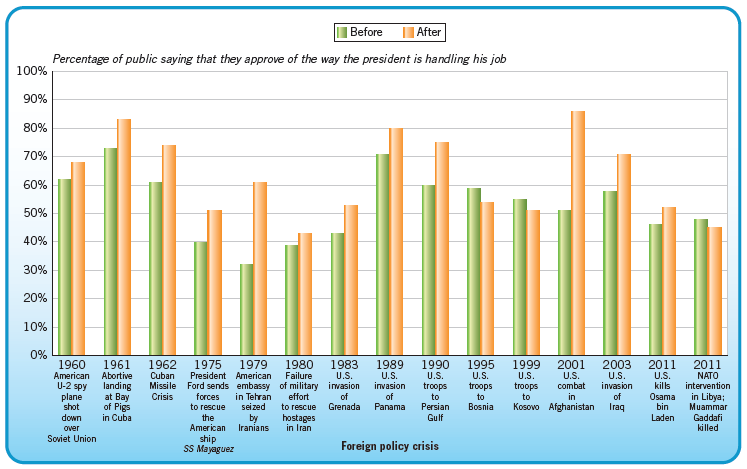 Before After
Percentage of public saying that they approve of the way the president is handling his job
100%
90%
80%
70%
60%
50%
40%
30%
20%
10%
0%
1960
American
U-2 spy
plane
shot
down
over
Soviet Union
1961
Abortive
landing
at Bay
of Pigs
in Cuba
1962
Cuban
Missile
Crisis
1975
President
Ford sends
forces
to rescue
the
American
ship
SS Mayaguez
1979
American
embassy
in Tehran
seized
by
Iranians
1980
Failure
of military
effort
to rescue
hostages
in Iran
1983
U.S.
invasion
of
Grenada
1989
U.S.
invasion
of
Panama
1990
U.S.
troops
to
Persian
Gulf
1995
U.S.
troops
to
Bosnia
1999
U.S.
troops
to
Kosovo
2001
U.S.
combat
in
Afghanistan
2003
U.S.
invasion
of
Iraq
2011
U.S.
kills
Osama
bin
Laden
2011
NATO
intervention
in Libya;
Muammar
Gaddafi
killed
Foreign policy crisis